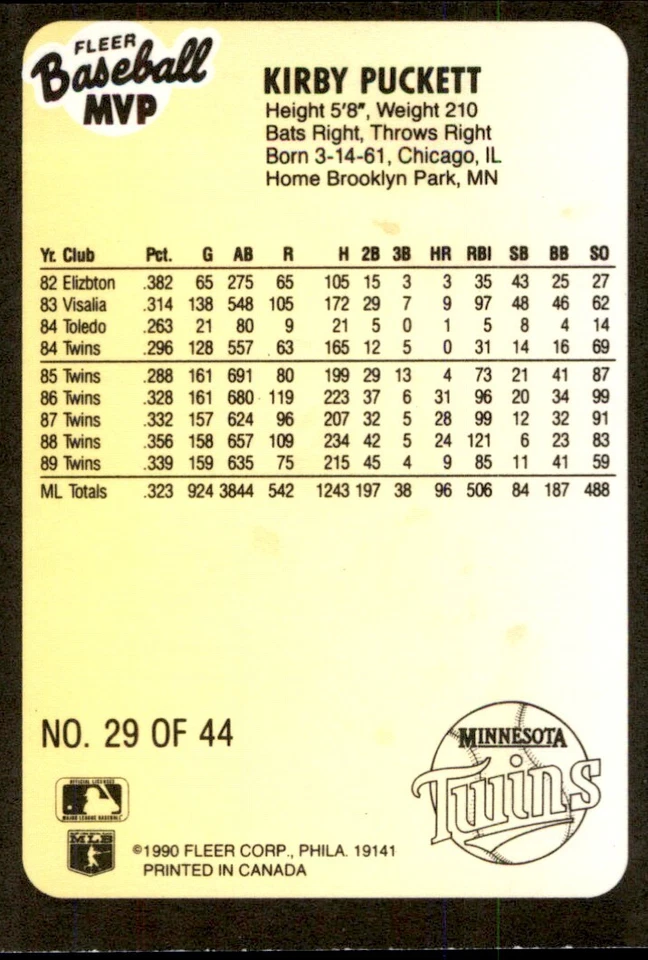 FLEER
Baseball
MVP
KIRBY PUCKETT
Height 5'8", Weight 210
Bats Right, Throws Right
Born 3-14-61, Chicago, IL
Home Brooklyn Park, MN
Yr. Club Pct. G AB R H 2B 3B HR RBI SB BB SO
82 Elizbton .382 65 275 65 105 15 3 3 35 43 25 27
83 Visalia .314 138 548 105 172 29 7 9 97 48 46 62
84 Toledo .263 21 80 9 21 5 0 1 5 8 4 14
84 Twins .296 128 557 63 165 12 5 0 31 14 16 69
85 Twins .288 161 691 80 199 29 13 4 73 21 41 87
86 Twins .328 161 680 119 223 37 6 31 96 20 34 99
87 Twins .332 157 624 96 207 32 5 28 99 12 32 91
88 Twins .356 158 657 109 234 42 5 24 121 6 23 83
89 Twins .339 159 635 75 215 45 4 9 85 11 41 59
ML Totals .323 924 3844 542 1243 197 38 96 506 84 187 488
NO. 29 OF 44
MINNESOTA
Twins
OFFICIAL LICENSEE
MAJOR LEAGUE BASEBALL
MLB
©1990 FLEER CORP., PHILA. 19141
PRINTED IN CANADA